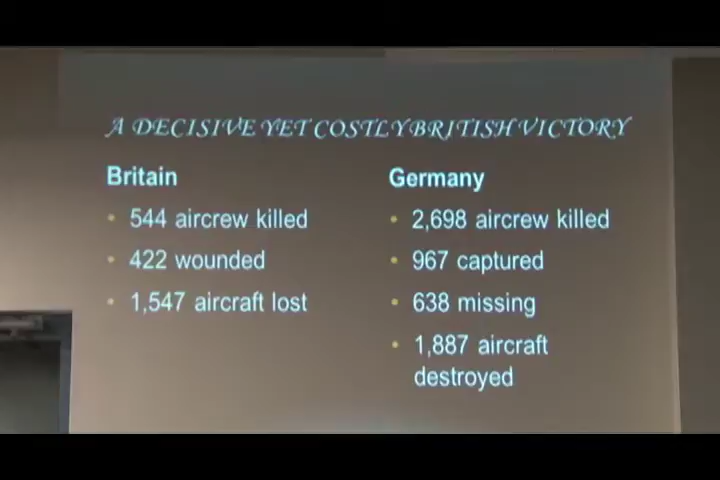 A DECISIVE YET COSTLY BRITISH VICTORY
Britain
• 544 aircrew killed
• 422 wounded
• 1,547 aircraft lost
Germany
• 2,698 aircrew killed
• 967 captured
• 638 missing
• 1,887 aircraft
destroyed